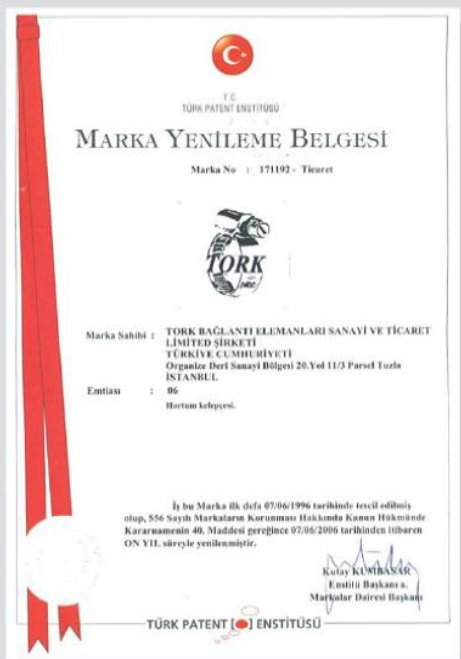 T.C.
TÜRK PATENT ENSTİTÜSÜ
MARKA YENİLEME BELGESİ
Marka No : 171192 - Ticaret
TORK
Marka Sahibi : TORK BAĞLANTI ELEMANLARI SANAYİ VE TİCARET
LİMİTED ŞİRKETİ
TÜRKİYE CUMHURİYETİ
Organize Deri Sanayi Bölgesi 20.Yol 11/3 Parsel Tuzla
İSTANBUL
Emtiası : 06
Hortum kelepçesi.
İş bu Marka ilk defa 07/06/1996 tarihinde tescil edilmiş
olup, 556 Sayılı Markaların Korunması Hakkında Kanun Hükmünde
Kararnamenin 40. Maddesi gereğince 07/06/2006 tarihinden itibaren
ON YIL süreyle yenilenmiştir.
Kutay KUMBASAR
Enstitü Başkanı a.
Markalar Dairesi Başkanı
TÜRK PATENT ENSTİTÜSÜ